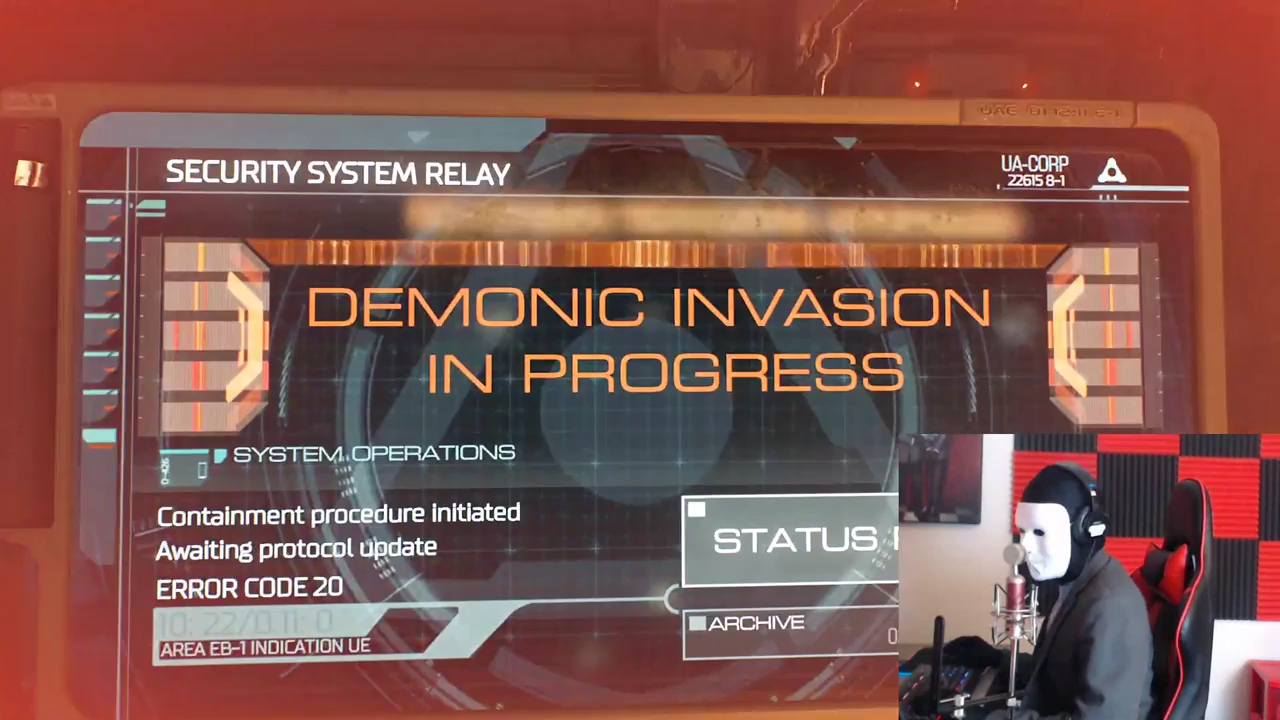 SECURITY SYSTEM RELAY
UA-CORP
22615 8-1
DEMONIC INVASION
IN PROGRESS
SYSTEM OPERATIONS
Containment procedure initiated
Awaiting protocol update
ERROR CODE 20
AREA EB-1 INDICATION UE
STATUS
ARCHIVE